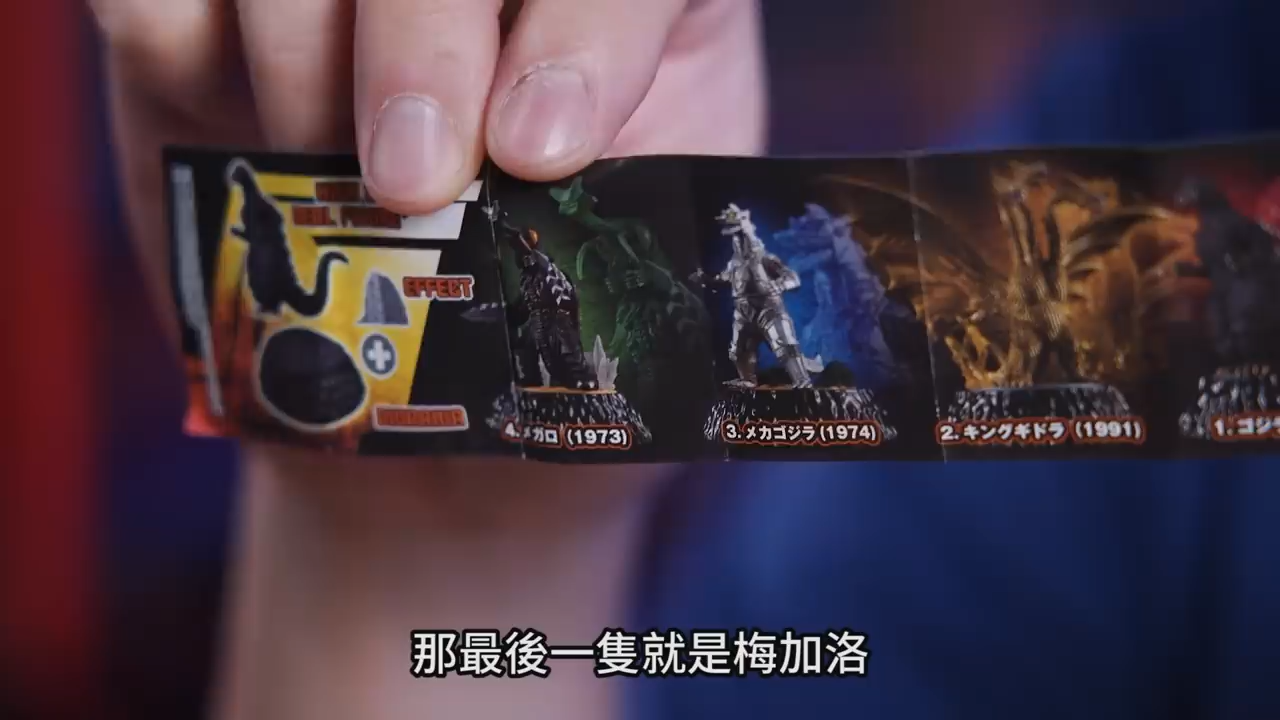 EFFECT
4.メガロ (1973)
3.メカゴジラ (1974)
2.キングギドラ (1991)
1.ゴジ
那最後一隻就是梅加洛